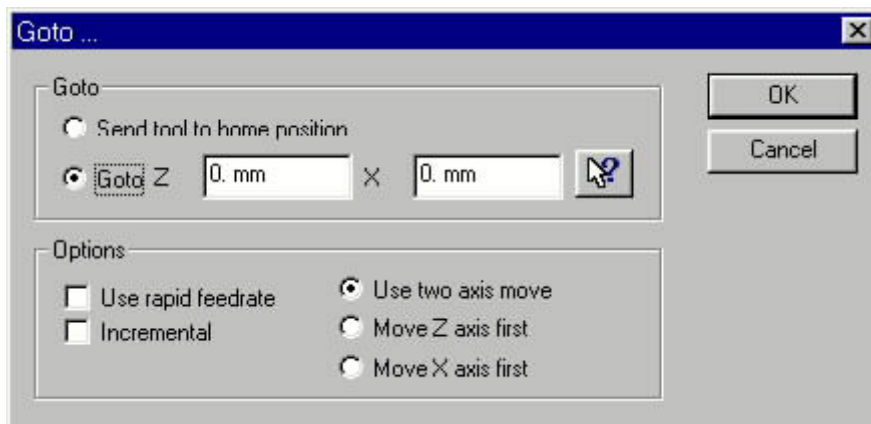 Goto ...
Goto
Send tool to home position
Goto Z 0. mm X 0. mm
OK
Cancel
Options
Use rapid feedrate
Incremental
Use two axis move
Move Z axis first
Move X axis first